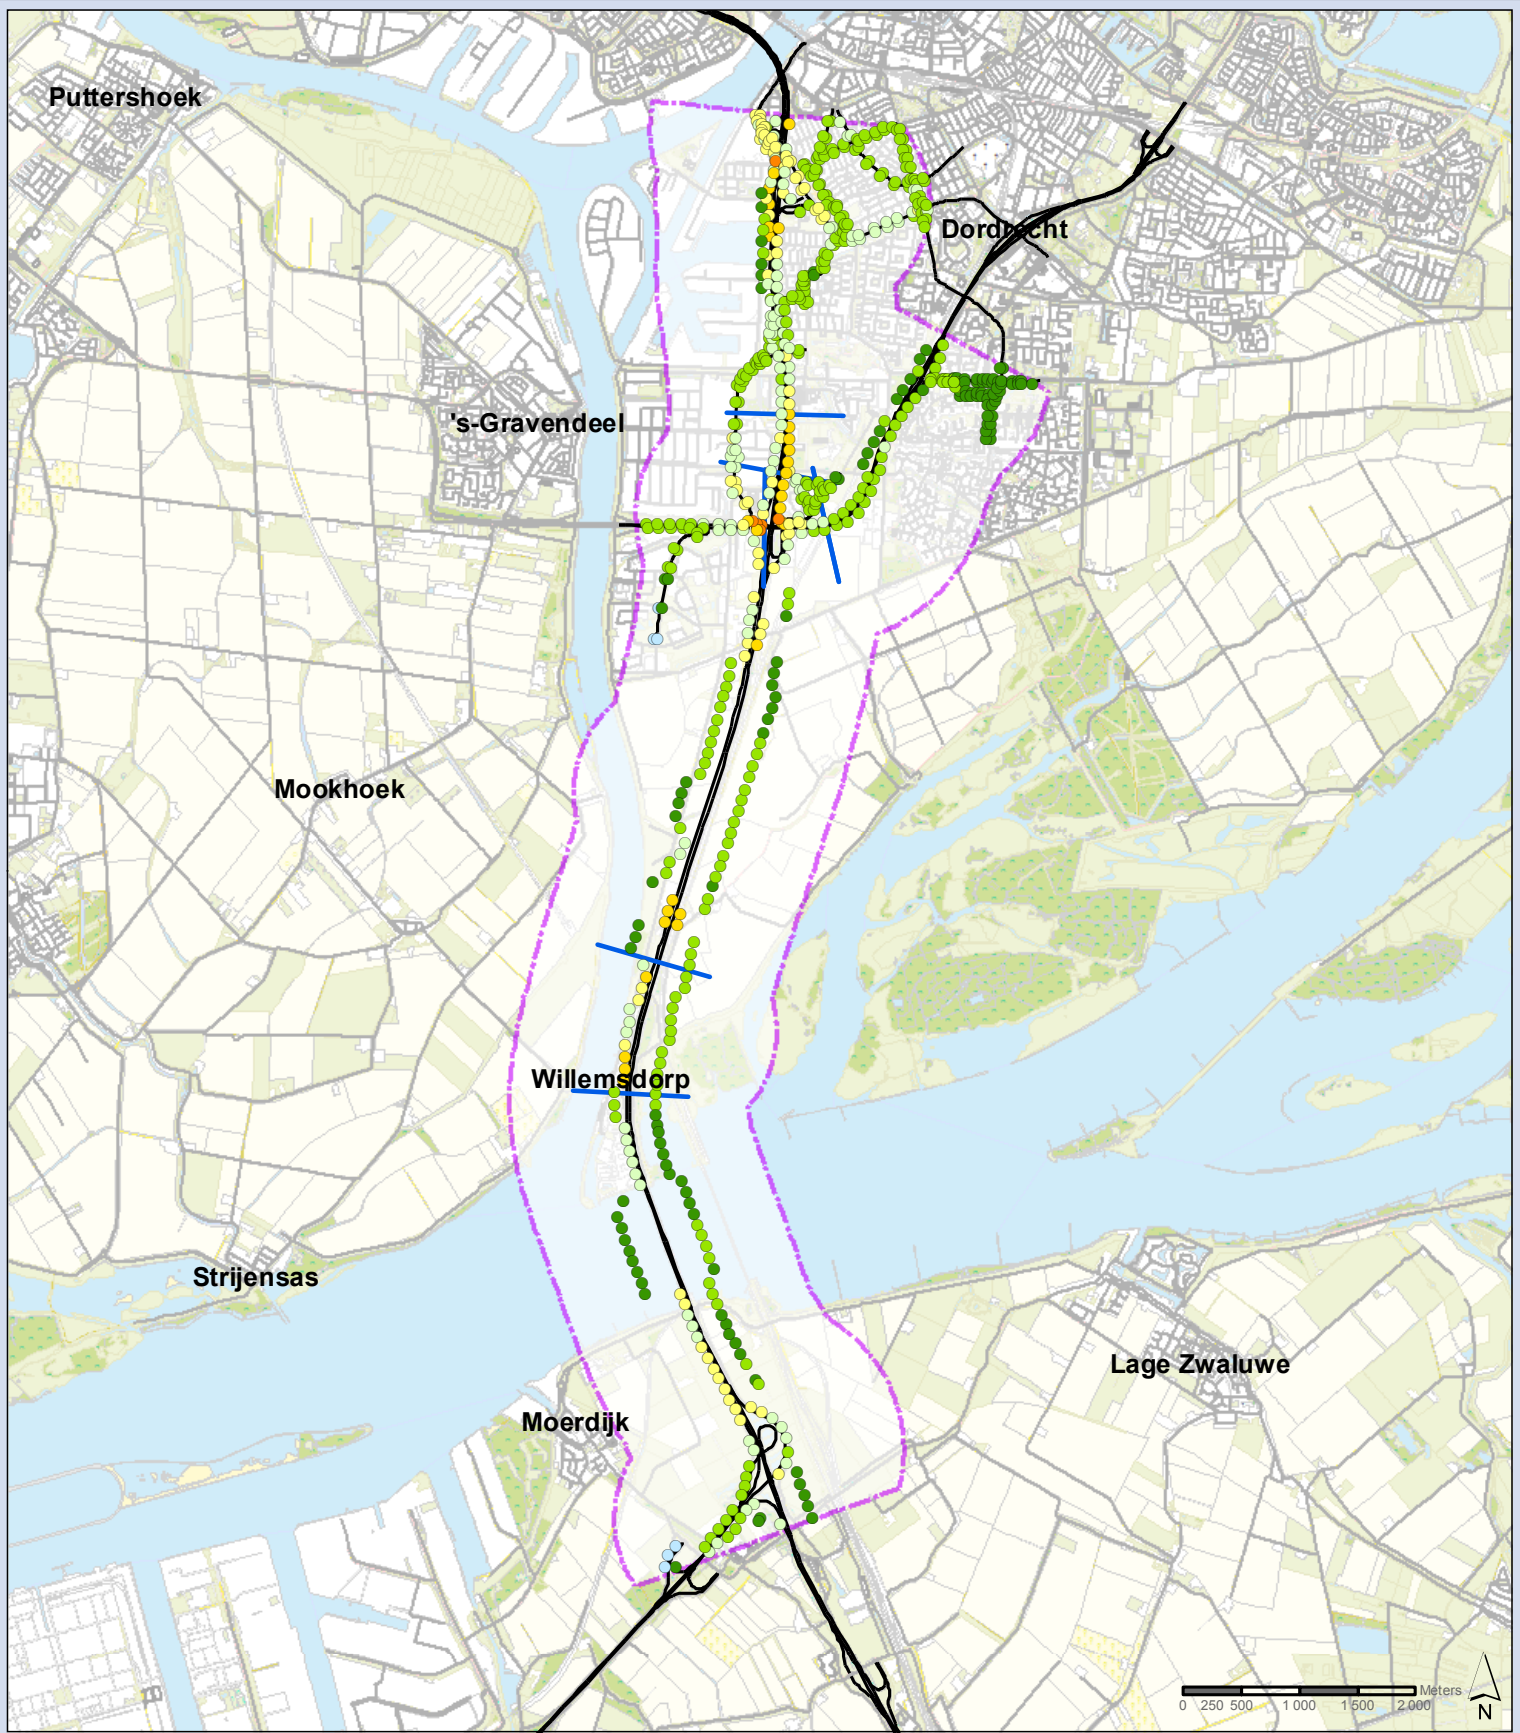 Puttershoek
Dordrecht
's-Gravendeel
Mookhoek
Willemsdorp
Strijensas
Lage Zwaluwe
Moerdijk
Meters
0 250 500 1 000 1 500 2 000
N